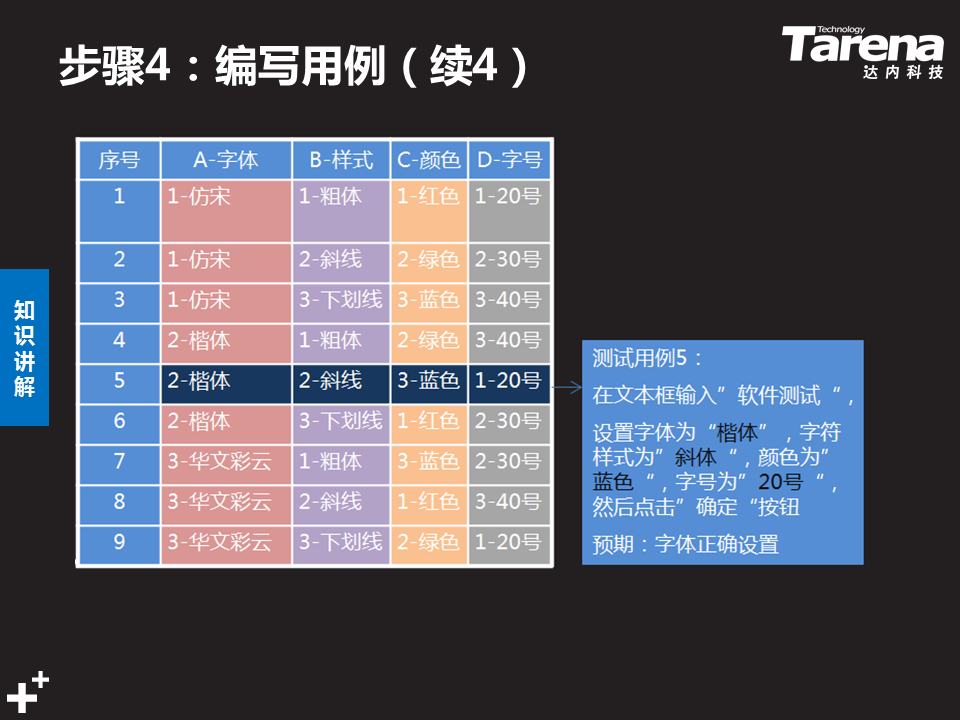 步骤4：编写用例（续4）
Technology
Tarena
达内科技
知识讲解
序号 A-字体 B-样式 C-颜色 D-字号
1 1-仿宋 1-粗体 1-红色 1-20号
2 1-仿宋 2-斜线 2-绿色 2-30号
3 1-仿宋 3-下划线 3-蓝色 3-40号
4 2-楷体 1-粗体 2-绿色 3-40号
5 2-楷体 2-斜线 3-蓝色 1-20号
6 2-楷体 3-下划线 1-红色 2-30号
7 3-华文彩云 1-粗体 3-蓝色 2-30号
8 3-华文彩云 2-斜线 1-红色 3-40号
9 3-华文彩云 3-下划线 2-绿色 1-20号
测试用例5：
在文本框输入”软件测试“，
设置字体为“楷体”，字符
样式为”斜体“，颜色为”
蓝色“，字号为”20号“，
然后点击”确定“按钮
预期：字体正确设置